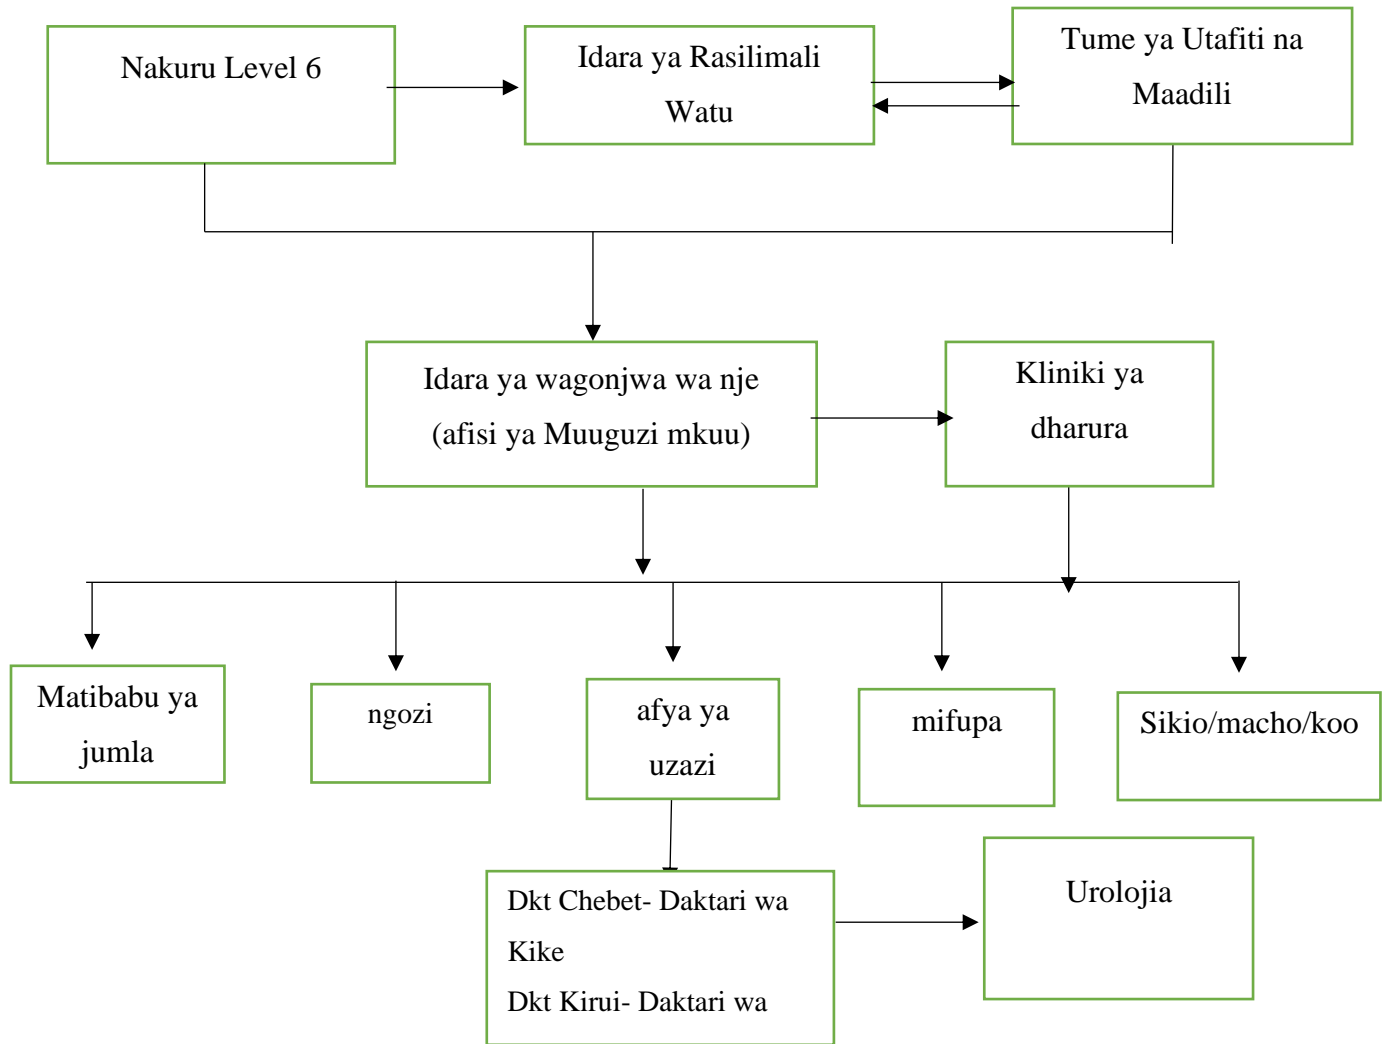 Nakuru Level 6
Idara ya Rasilimali
Watu
Tume ya Utafiti na
Maadili
Idara ya wagonjwa wa nje
(afisi ya Muuguzi mkuu)
Kliniki ya
dharura
Matibabu ya
jumla
ngozi
afya ya
uzazi
mifupa
Sikio/macho/koo
Dkt Chebet- Daktari wa
Kike
Dkt Kirui- Daktari wa
Urolojia